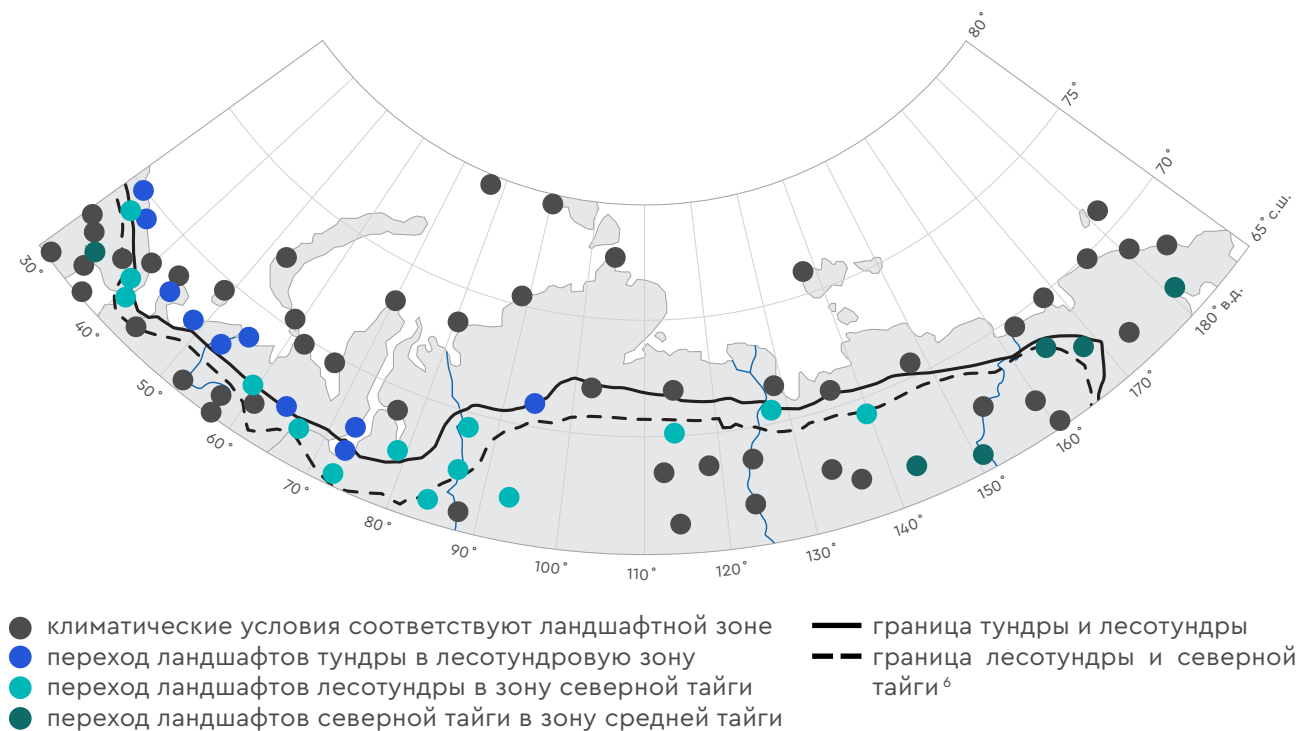 80°
75°
70°
65° с.ш.
30°
40°
50°
60°
70°
80°
90°
100°
110°
120°
130°
140°
150°
160°
170°
180° в.д.
климатические условия соответствуют ландшафтной зоне
переход ландшафтов тундры в лесотундровую зону
переход ландшафтов лесотундры в зону северной тайги
переход ландшафтов северной тайги в зону средней тайги
граница тундры и лесотундры
граница лесотундры и северной
тайги⁶